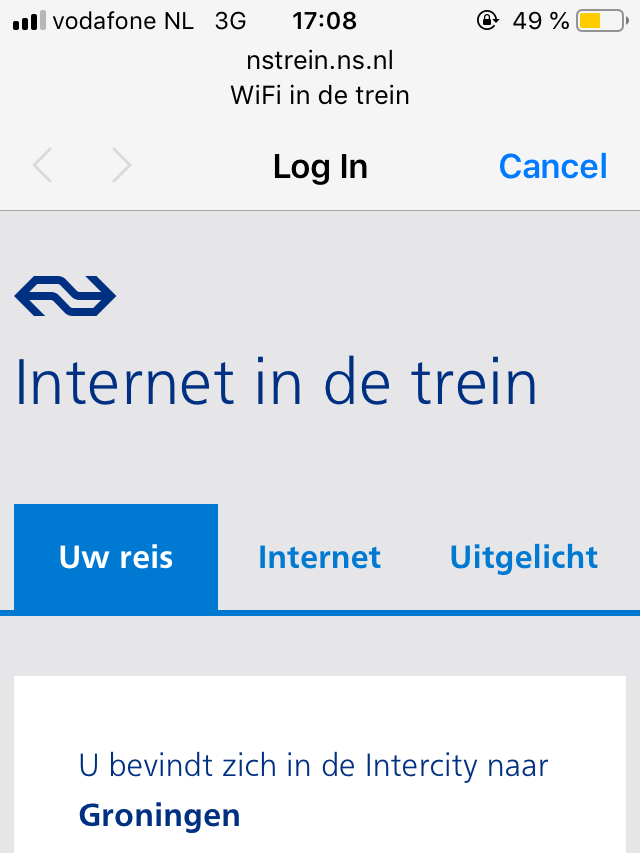 vodafone NL 3G 17:08 49 %
nstrein.ns.nl
WiFi in de trein
Log In Cancel
Internet in de trein
Uw reis Internet Uitgelicht
U bevindt zich in de Intercity naar
Groningen